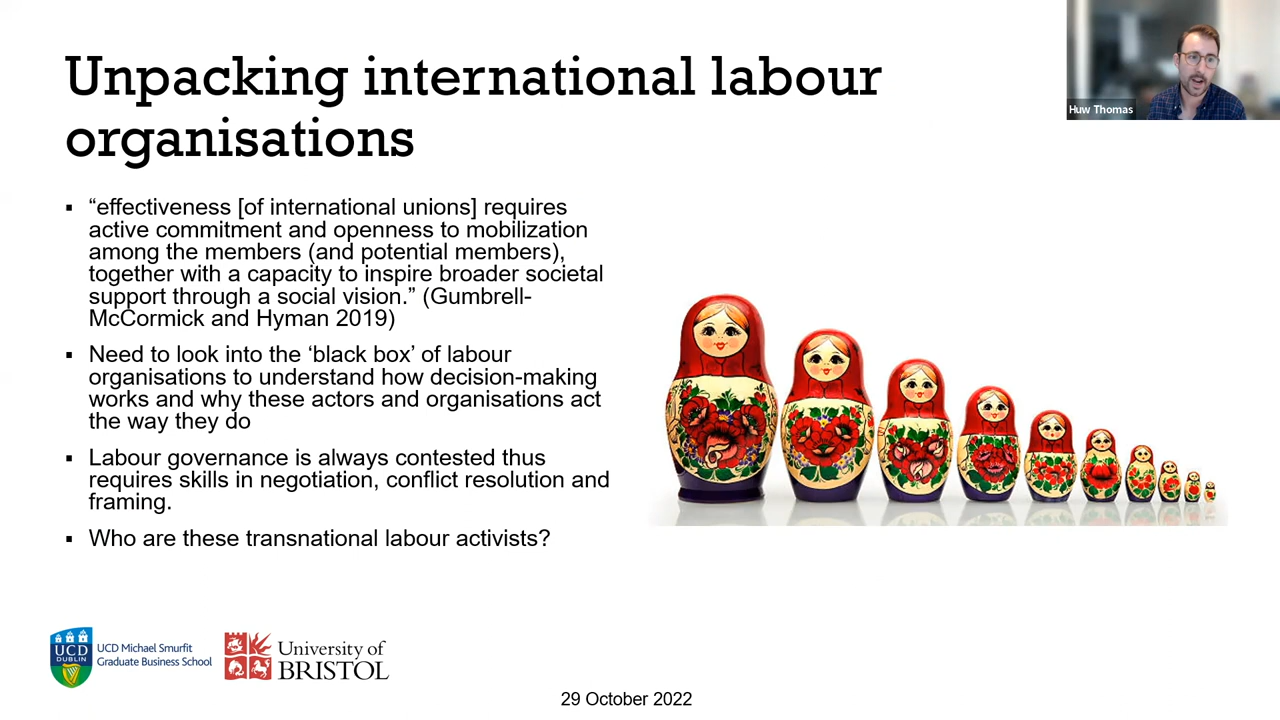 Unpacking international labour
organisations
Huw Thomas
▪ “effectiveness [of international unions] requires
active commitment and openness to mobilization
among the members (and potential members),
together with a capacity to inspire broader societal
support through a social vision.” (Gumbrell-
McCormick and Hyman 2019)
▪ Need to look into the ‘black box’ of labour
organisations to understand how decision-making
works and why these actors and organisations act
the way they do
▪ Labour governance is always contested thus
requires skills in negotiation, conflict resolution and
framing.
▪ Who are these transnational labour activists?
UCD
DUBLIN
UCD Michael Smurfit
Graduate Business School
University of
BRISTOL
29 October 2022